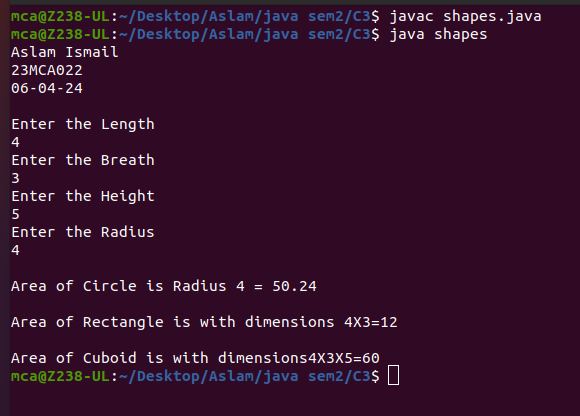 mca@Z238-UL:~/Desktop/Aslam/java sem2/C3$ javac shapes.java
mca@Z238-UL:~/Desktop/Aslam/java sem2/C3$ java shapes
Aslam Ismail
23MCA022
06-04-24
Enter the Length
4
Enter the Breath
3
Enter the Height
5
Enter the Radius
4
Area of Circle is Radius 4 = 50.24
Area of Rectangle is with dimensions 4X3=12
Area of Cuboid is with dimensions4X3X5=60
mca@Z238-UL:~/Desktop/Aslam/java sem2/C3$